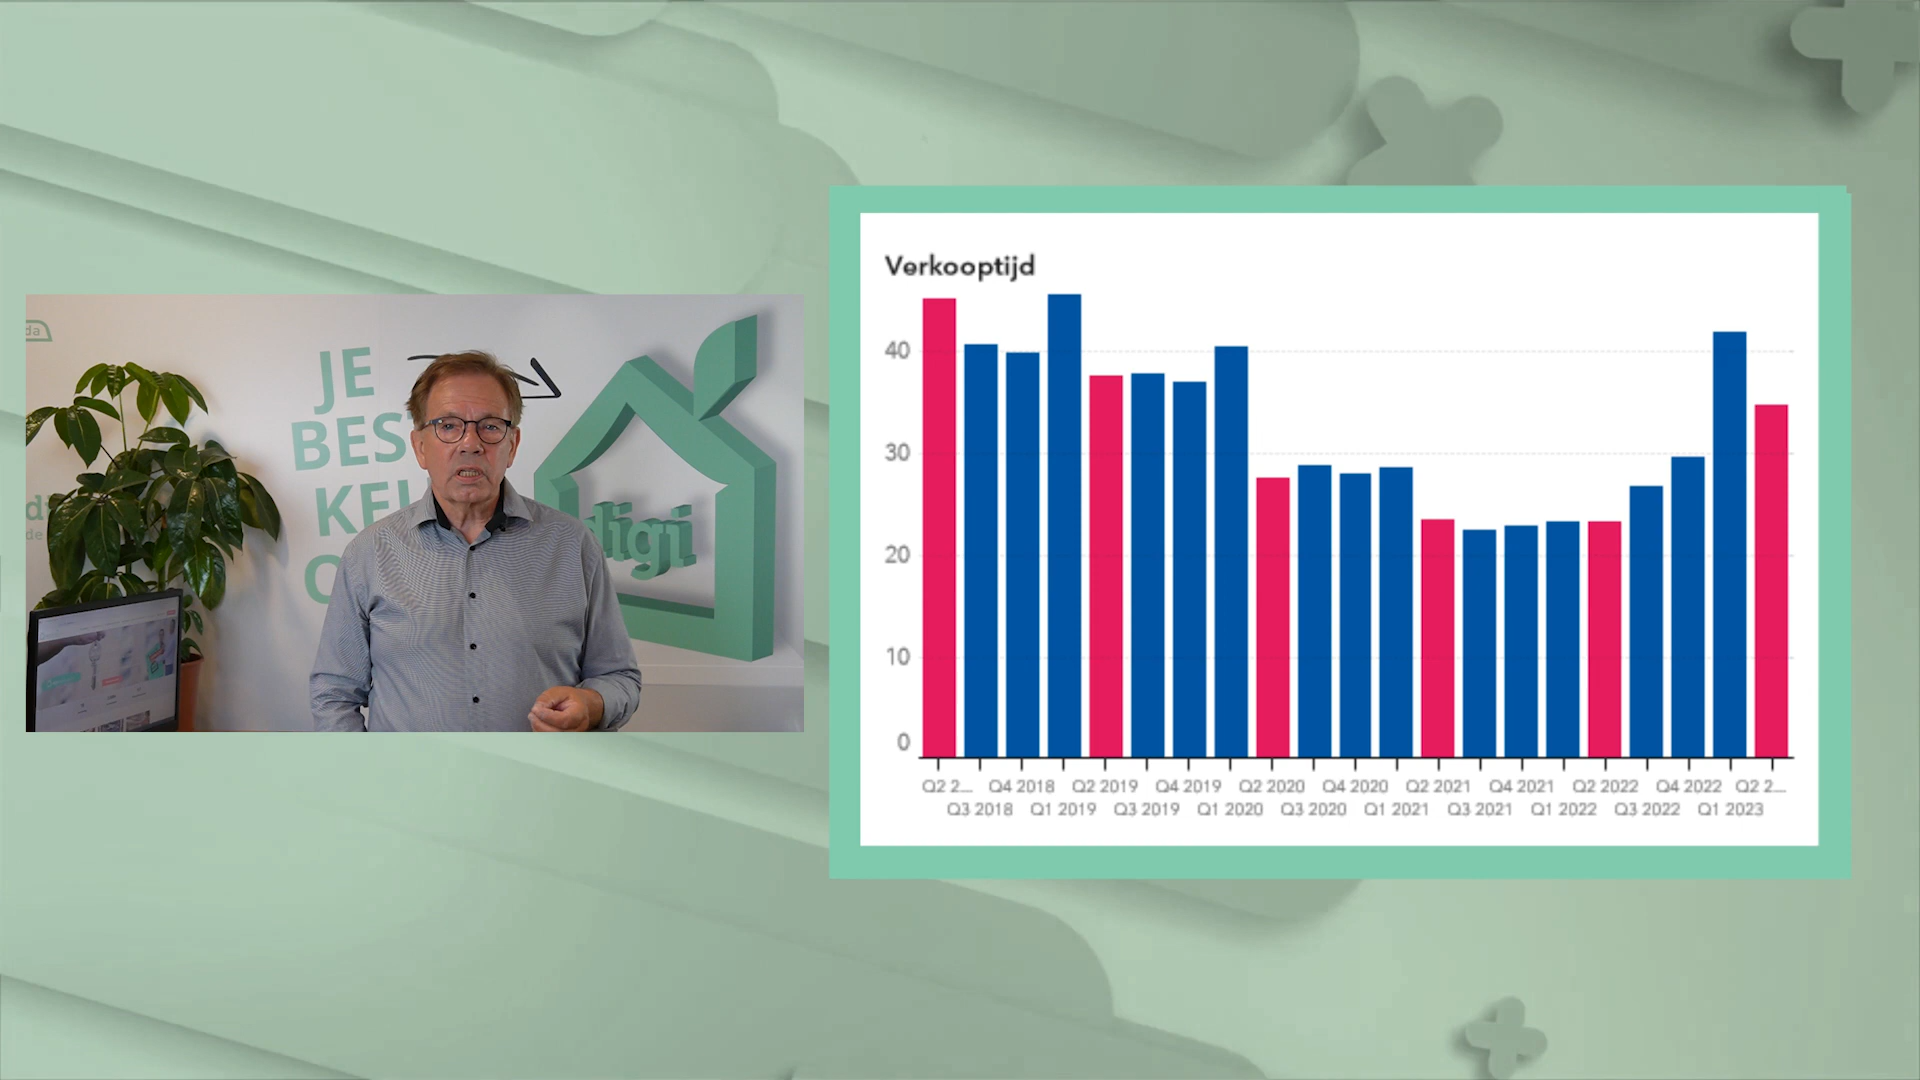 da
JE
BES
KE
digi
Verkooptijd
40
30
20
10
0
Q2 2... Q4 2018 Q2 2019 Q4 2019 Q2 2020 Q4 2020 Q2 2021 Q4 2021 Q2 2022 Q4 2022 Q2 2...
Q3 2018 Q1 2019 Q3 2019 Q1 2020 Q3 2020 Q1 2021 Q3 2021 Q1 2022 Q3 2022 Q1 2023